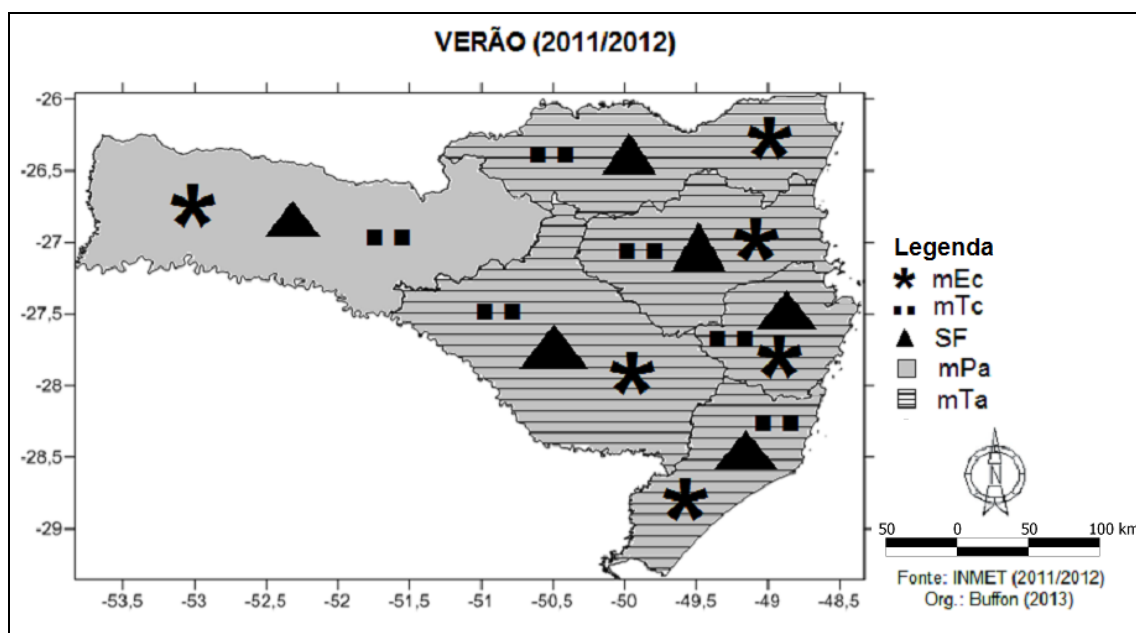 VERÃO (2011/2012)
-26
-26,5
-27
-27,5
-28
-28,5
-29
-53,5 -53 -52,5 -52 -51,5 -51 -50,5 -50 -49,5 -49 -48,5
Legenda
mEc
mTc
SF
mPa
mTa
N
50 0 50 100 km
Fonte: INMET (2011/2012)
Org.: Buffon (2013)